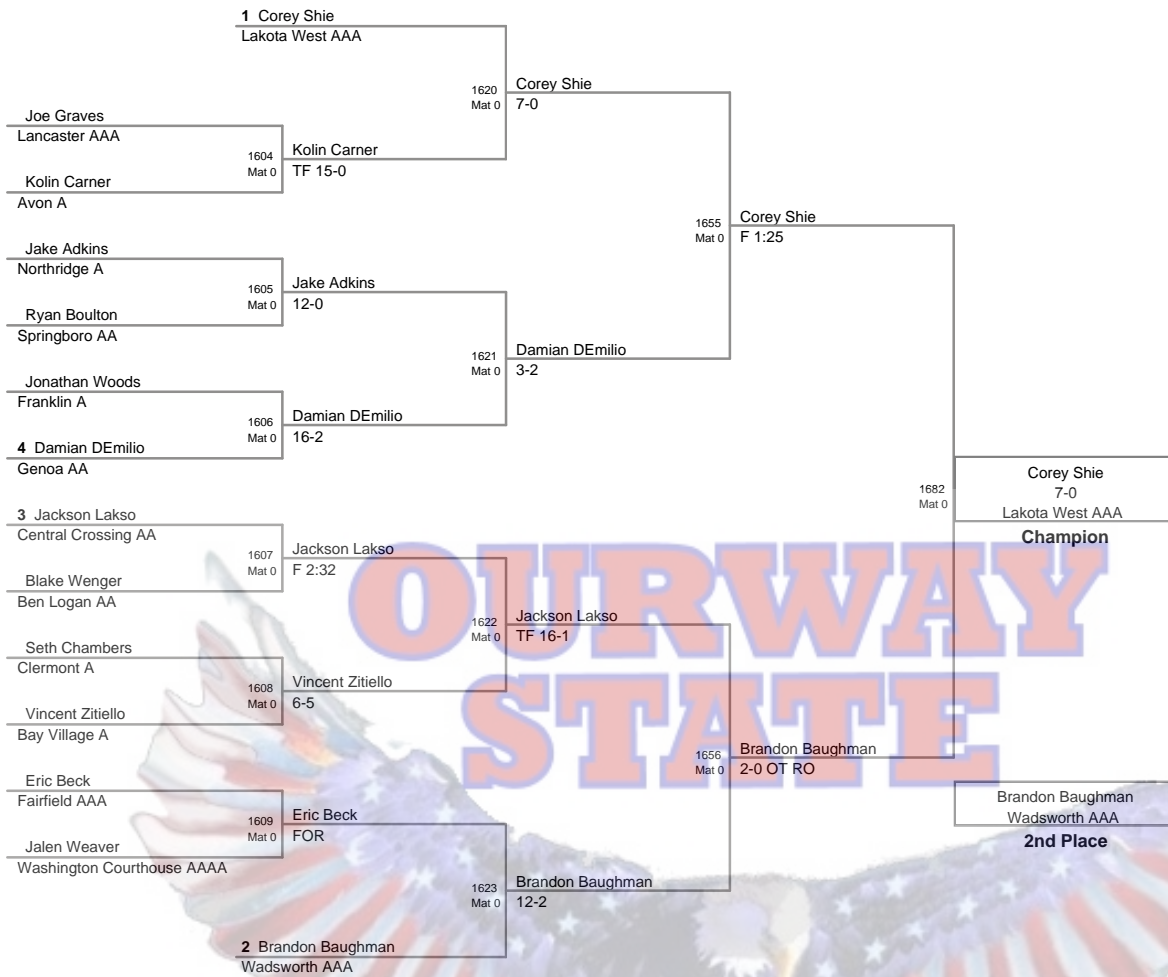 1 Corey Shie
Lakota West AAA
1620
Mat 0
Corey Shie
7-0
Joe Graves
Lancaster AAA
1604
Mat 0
Kolin Carner
TF 15-0
Kolin Carner
Avon A
1655
Mat 0
Corey Shie
F 1:25
Jake Adkins
Northridge A
1605
Mat 0
Jake Adkins
12-0
Ryan Boulton
Springboro AA
1621
Mat 0
Damian DEmilio
3-2
Jonathan Woods
Franklin A
1606
Mat 0
Damian DEmilio
16-2
4 Damian DEmilio
Genoa AA
1682
Mat 0
Corey Shie
7-0
Lakota West AAA
Champion
3 Jackson Lakso
Central Crossing AA
1607
Mat 0
Jackson Lakso
F 2:32
Blake Wenger
Ben Logan AA
OURWAY
STATE
1622
Mat 0
Jackson Lakso
TF 16-1
Seth Chambers
Clermont A
1608
Mat 0
Vincent Zitiello
6-5
Vincent Zitiello
Bay Village A
1656
Mat 0
Brandon Baughman
2-0 OT RO
Eric Beck
Fairfield AAA
1609
Mat 0
Eric Beck
FOR
Jalen Weaver
Washington Courthouse AAAA
Brandon Baughman
Wadsworth AAA
2nd Place
1623
Mat 0
Brandon Baughman
12-2
2 Brandon Baughman
Wadsworth AAA